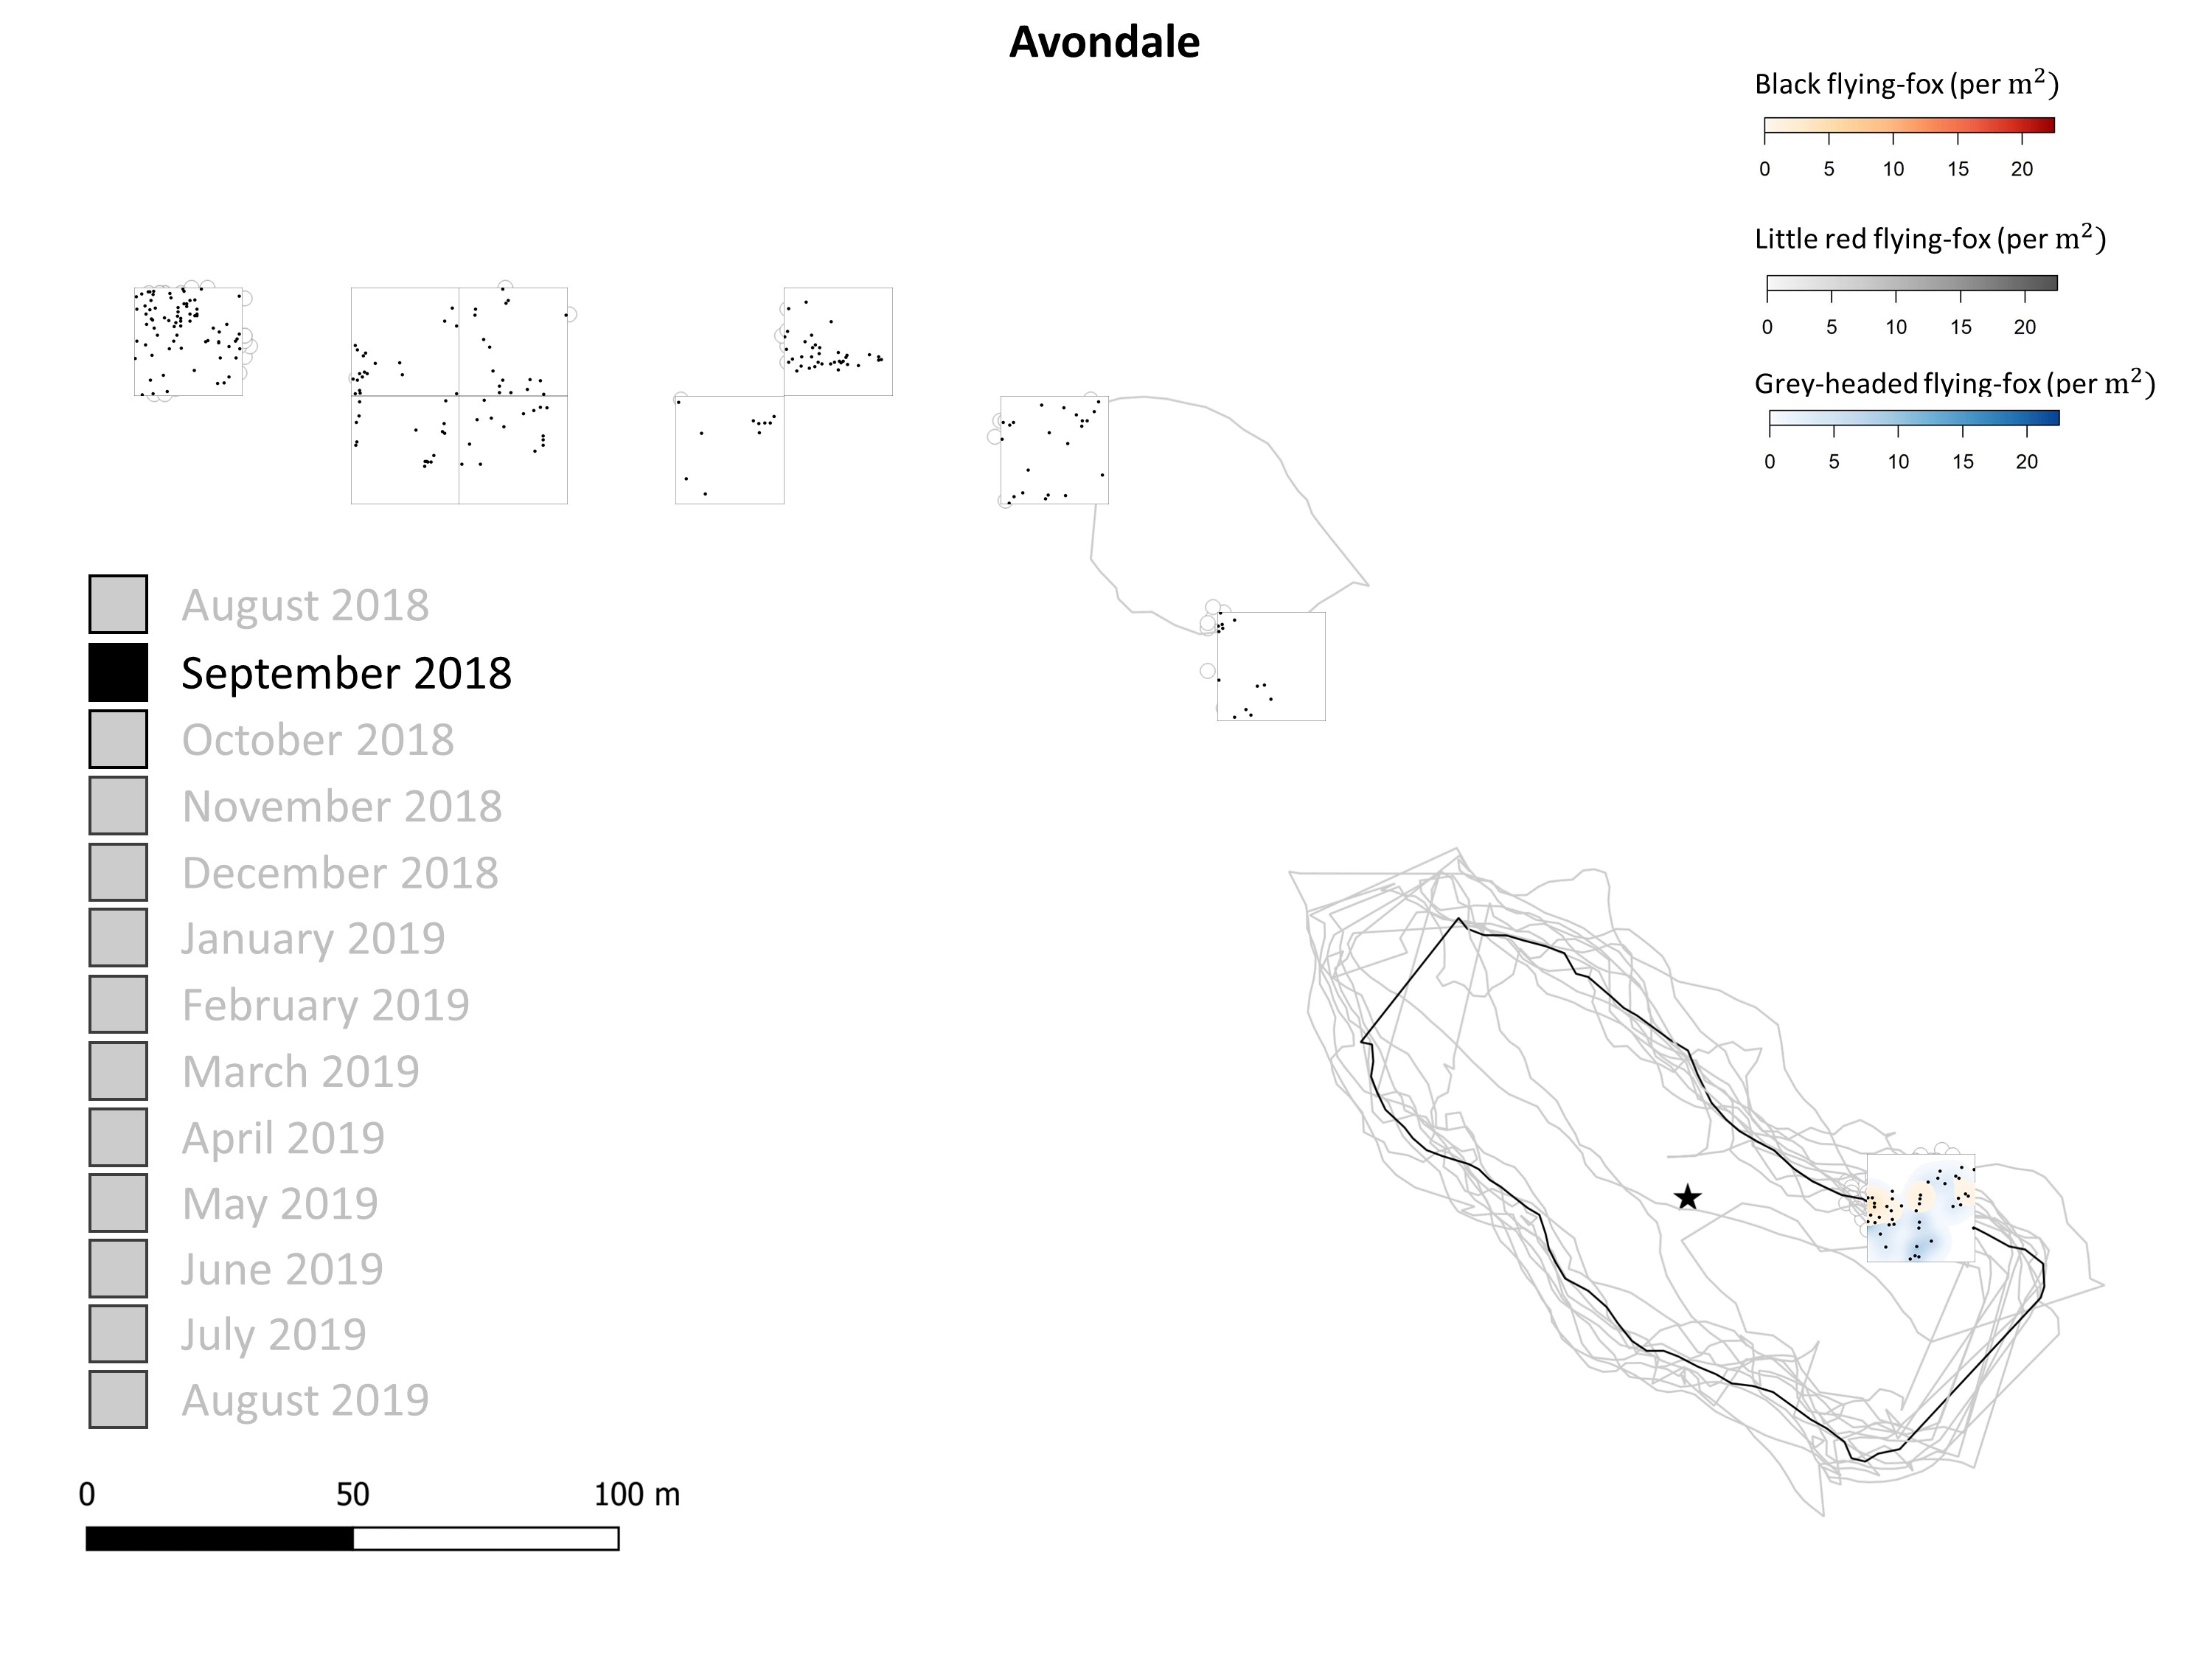 Avondale
Black flying-fox (per m²)
0 5 10 15 20
Little red flying-fox (per m²)
0 5 10 15 20
Grey-headed flying-fox (per m²)
0 5 10 15 20
August 2018
September 2018
October 2018
November 2018
December 2018
January 2019
February 2019
March 2019
April 2019
May 2019
June 2019
July 2019
August 2019
0 50 100 m